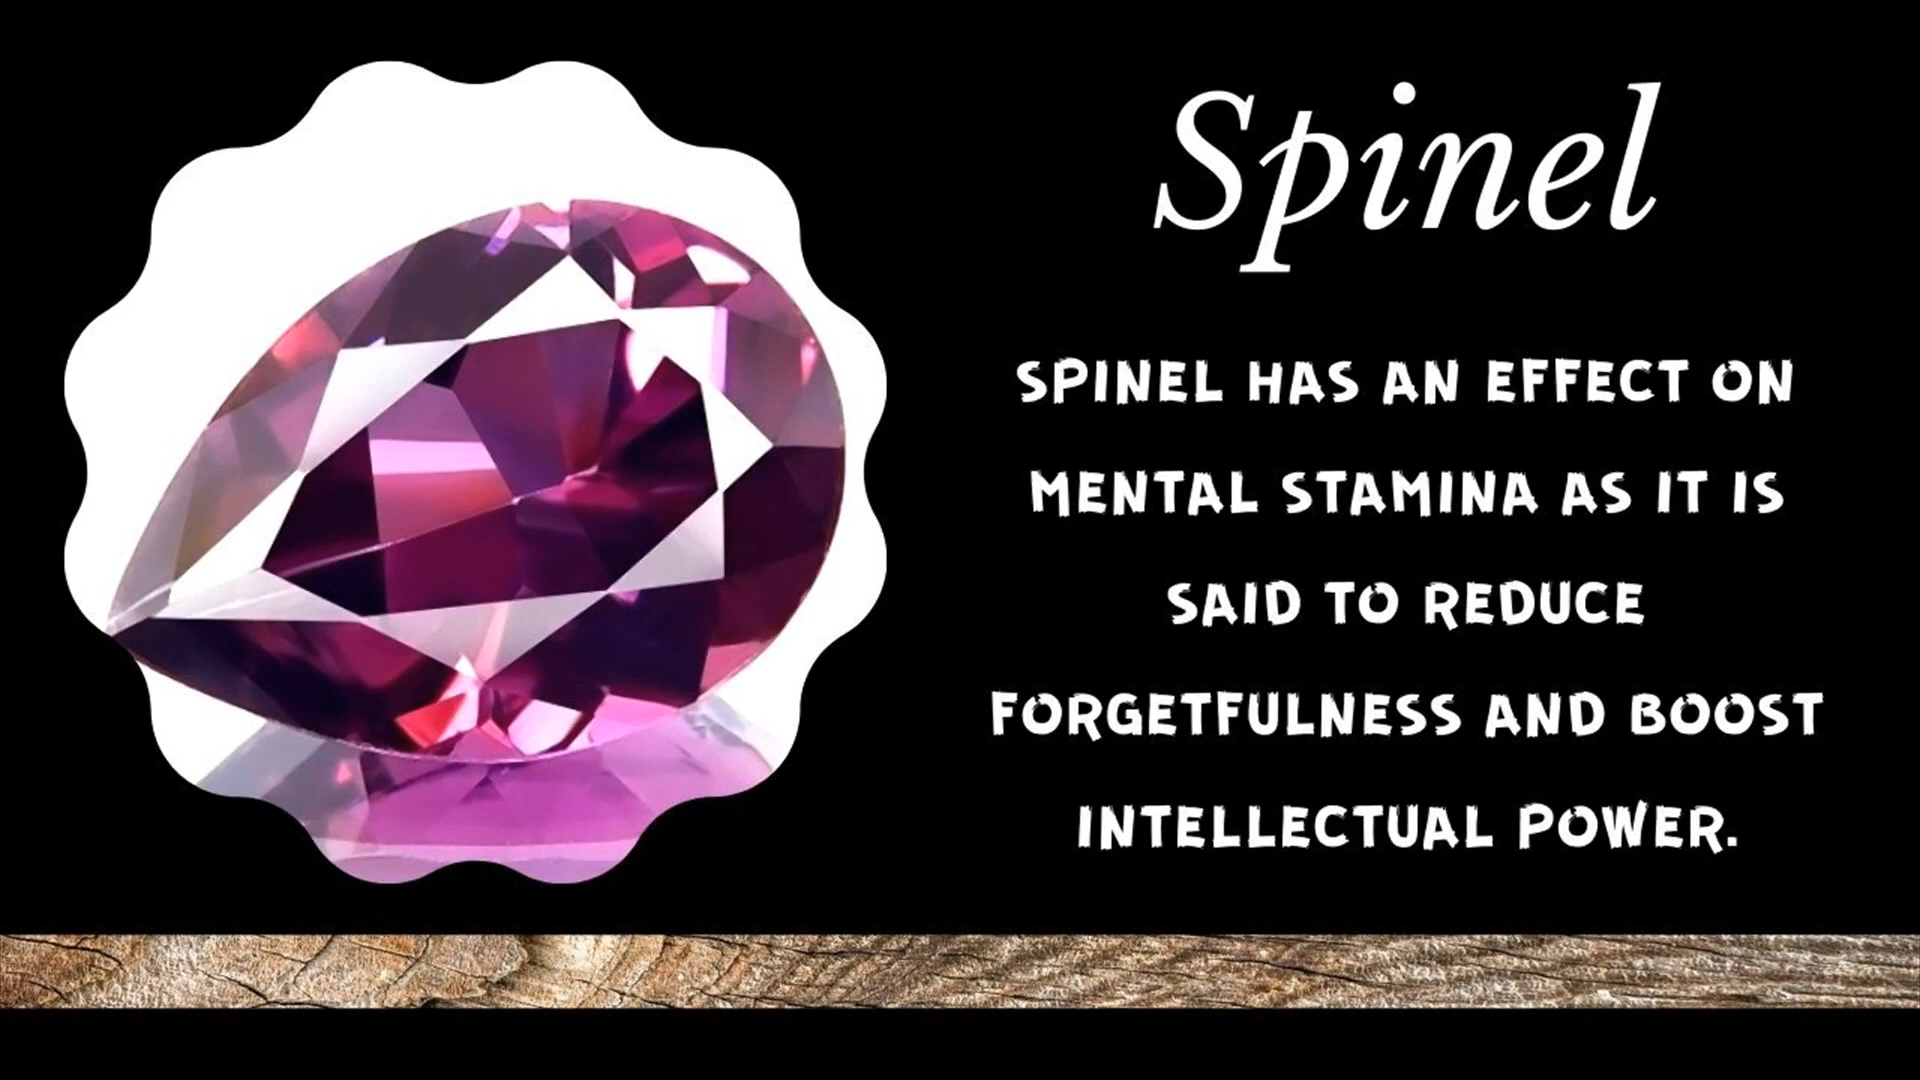 Spinel
SPINEL HAS AN EFFECT ON
MENTAL STAMINA AS IT IS
SAID TO REDUCE
FORGETFULNESS AND BOOST
INTELLECTUAL POWER.